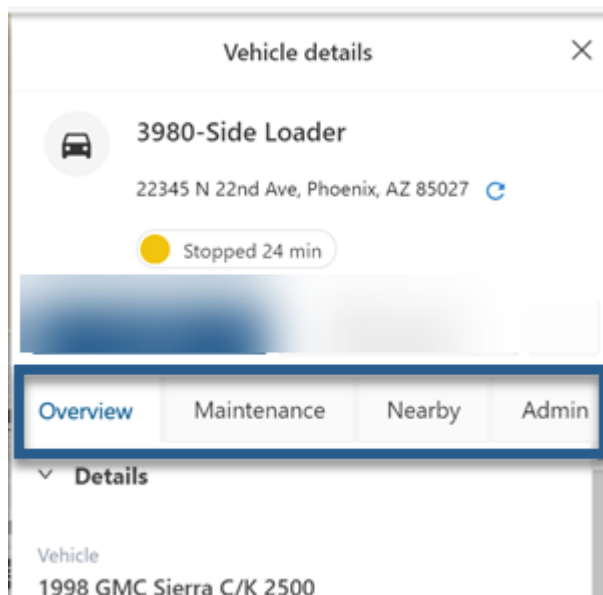 Vehicle details
3980-Side Loader
22345 N 22nd Ave, Phoenix, AZ 85027
Stopped 24 min
Overview Maintenance Nearby Admin
Details
Vehicle
1998 GMC Sierra C/K 2500